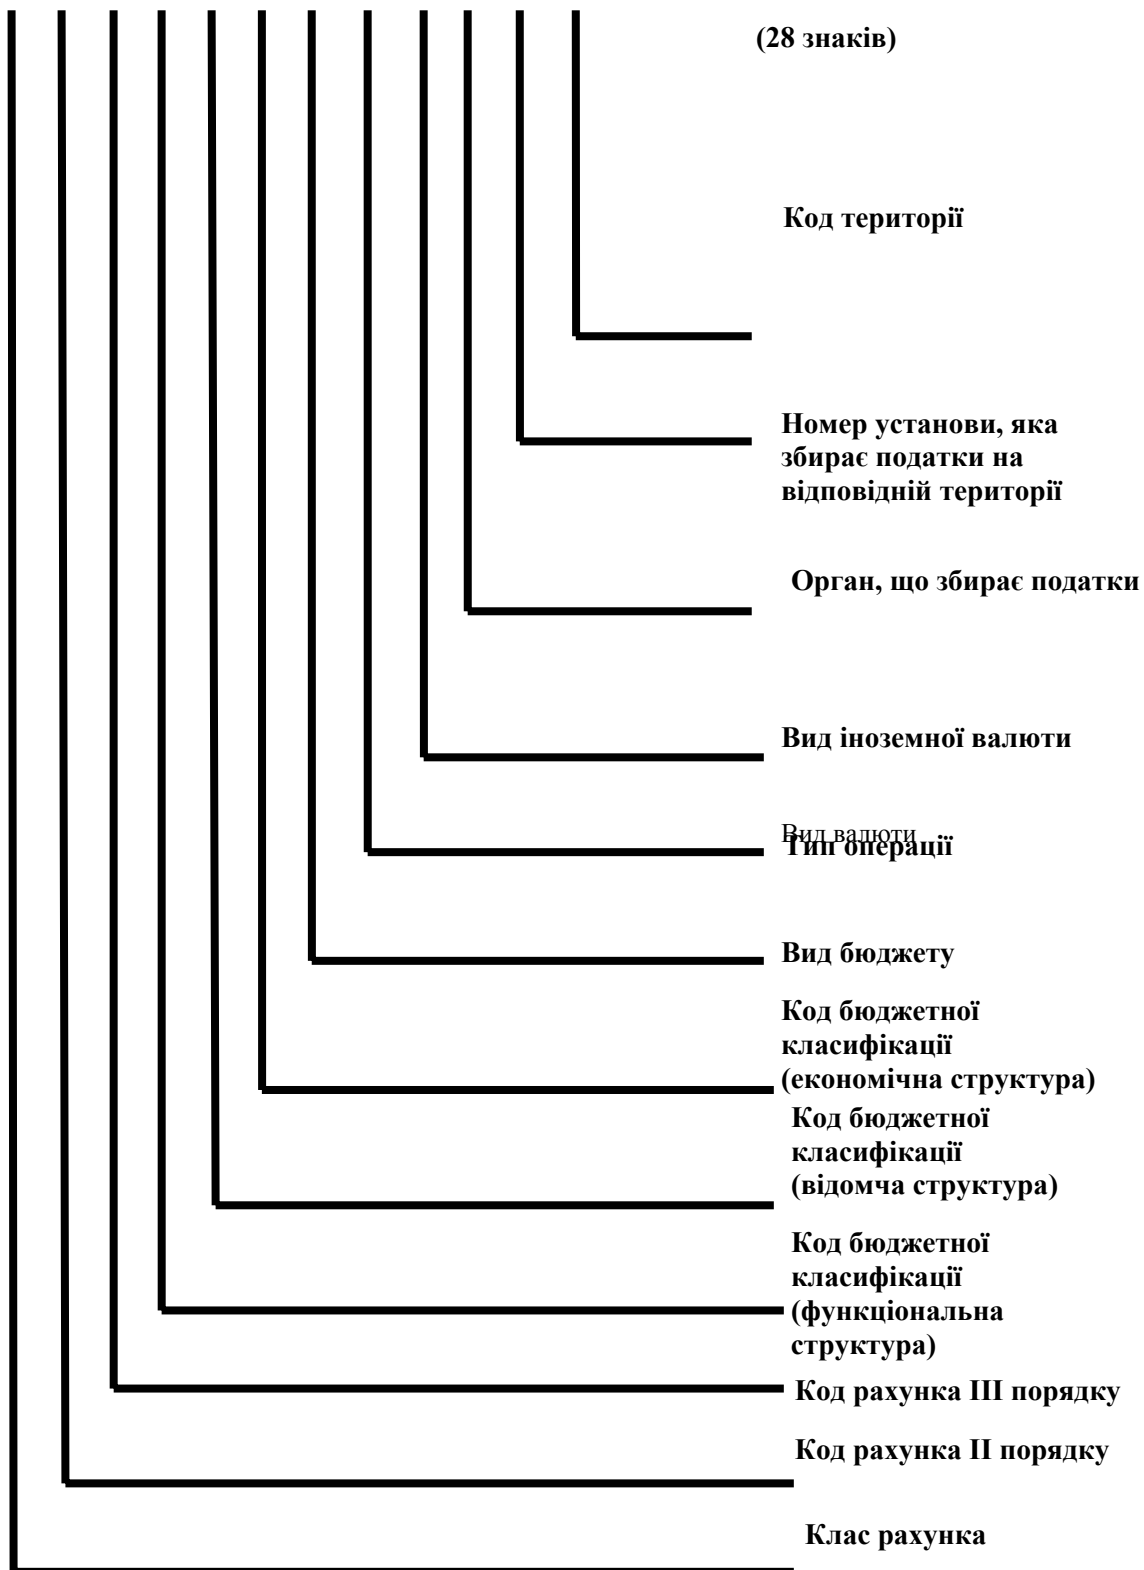 (28 знаків)
Код території
Номер установи, яка
збирає податки на
відповідній території
Орган, що збирає податки
Вид іноземної валюти
Вид валюти
Тип операції
Вид бюджету
Код бюджетної
класифікації
(економічна структура)
Код бюджетної
класифікації
(відомча структура)
Код бюджетної
класифікації
(функціональна
структура)
Код рахунка III порядку
Код рахунка II порядку
Клас рахунка